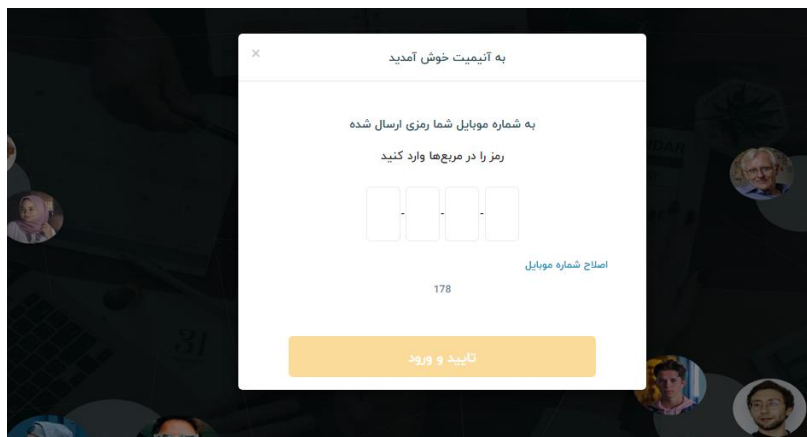 به آنیمیت خوش آمدید
×
به شماره موبایل شما رمزی ارسال شده
رمز را در مربع‌ها وارد کنید
- - -
اصلاح شماره موبایل
178
تایید و ورود
31